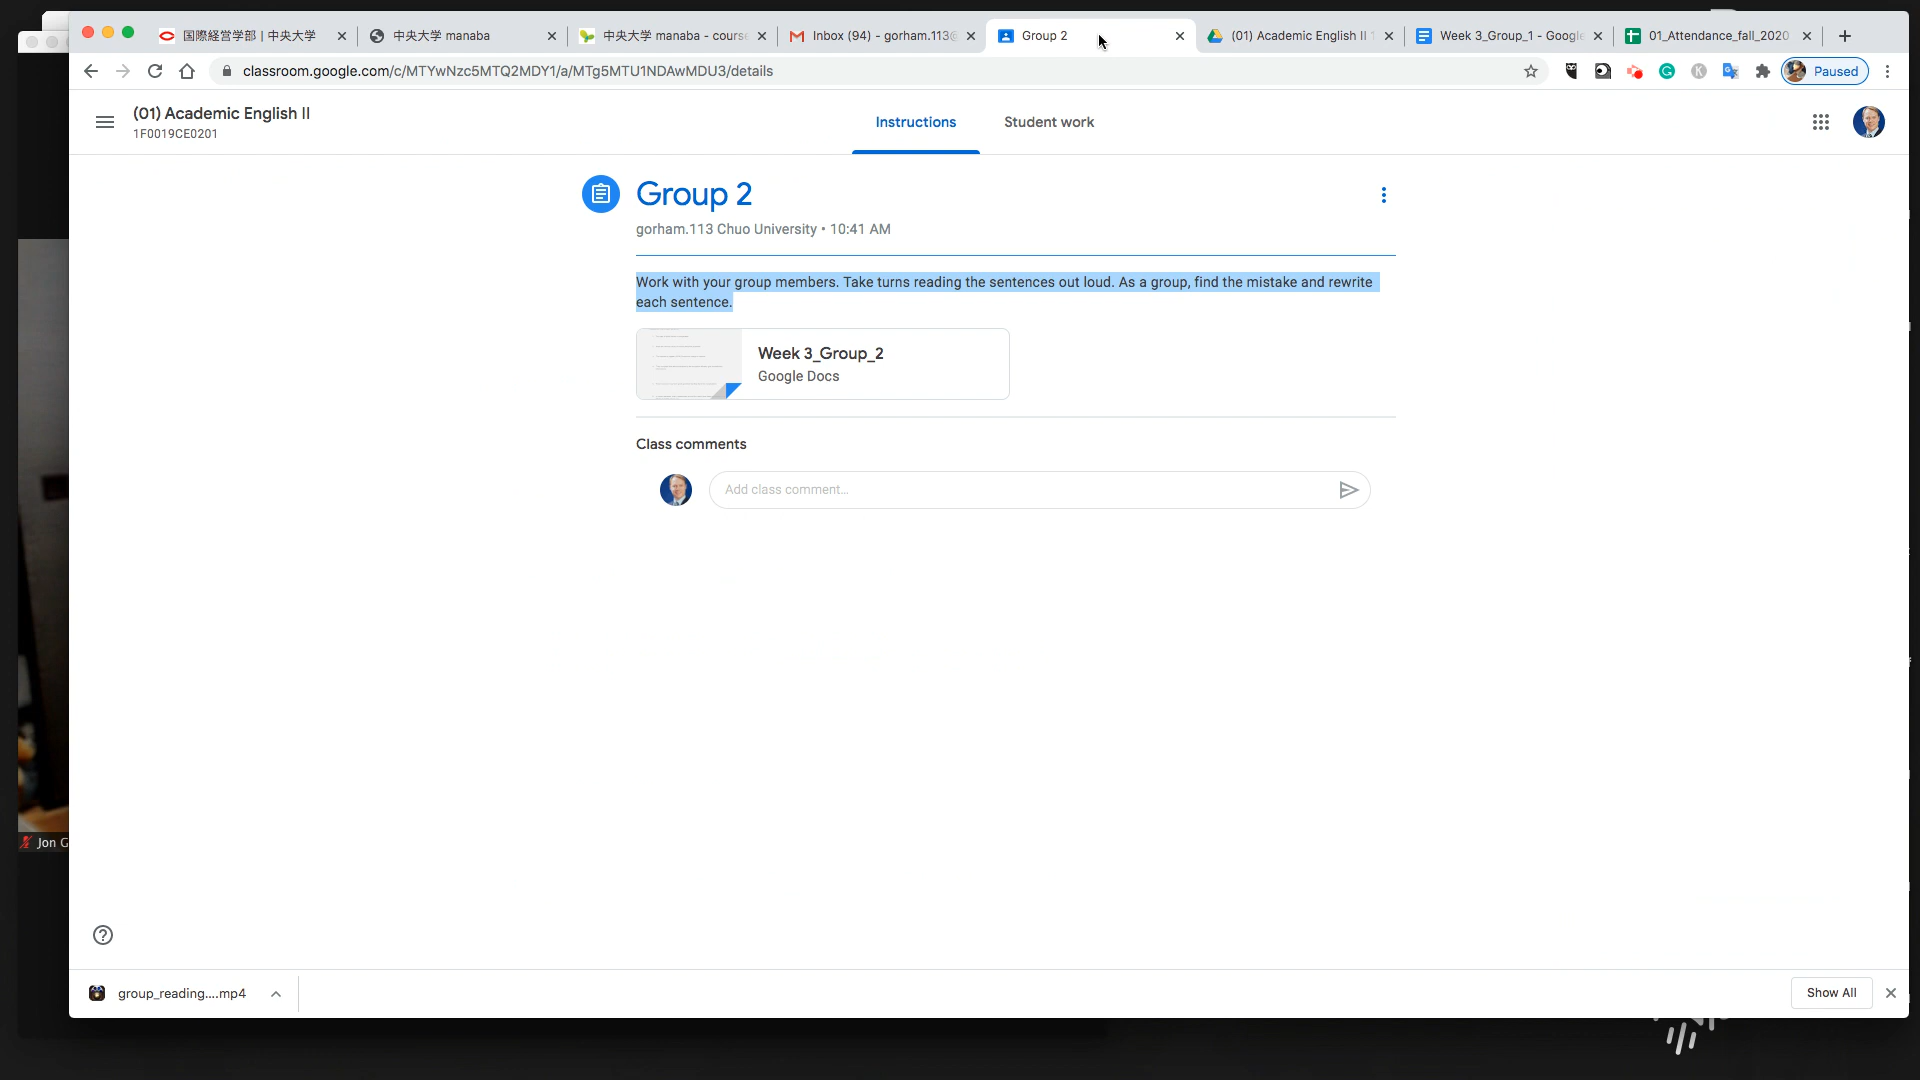 国際経営学部 | 中央大学
中央大学 manaba
中央大学 manaba - course
Inbox (94) - gorham.113@
Group 2
(01) Academic English II
Week 3_Group_1 - Google
01_Attendance_fall_2020
classroom.google.com/c/MTYwNzc5MTQ2MDY1/a/MTg5MTU1NDAwMDU3/details
Paused
(01) Academic English II
1F0019CE0201
Instructions
Student work
Group 2
gorham.113 Chuo University • 10:41 AM
Work with your group members. Take turns reading the sentences out loud. As a group, find the mistake and rewrite
each sentence.
Week 3_Group_2
Google Docs
Class comments
Add class comment...
Jon G
group_reading....mp4
Show All